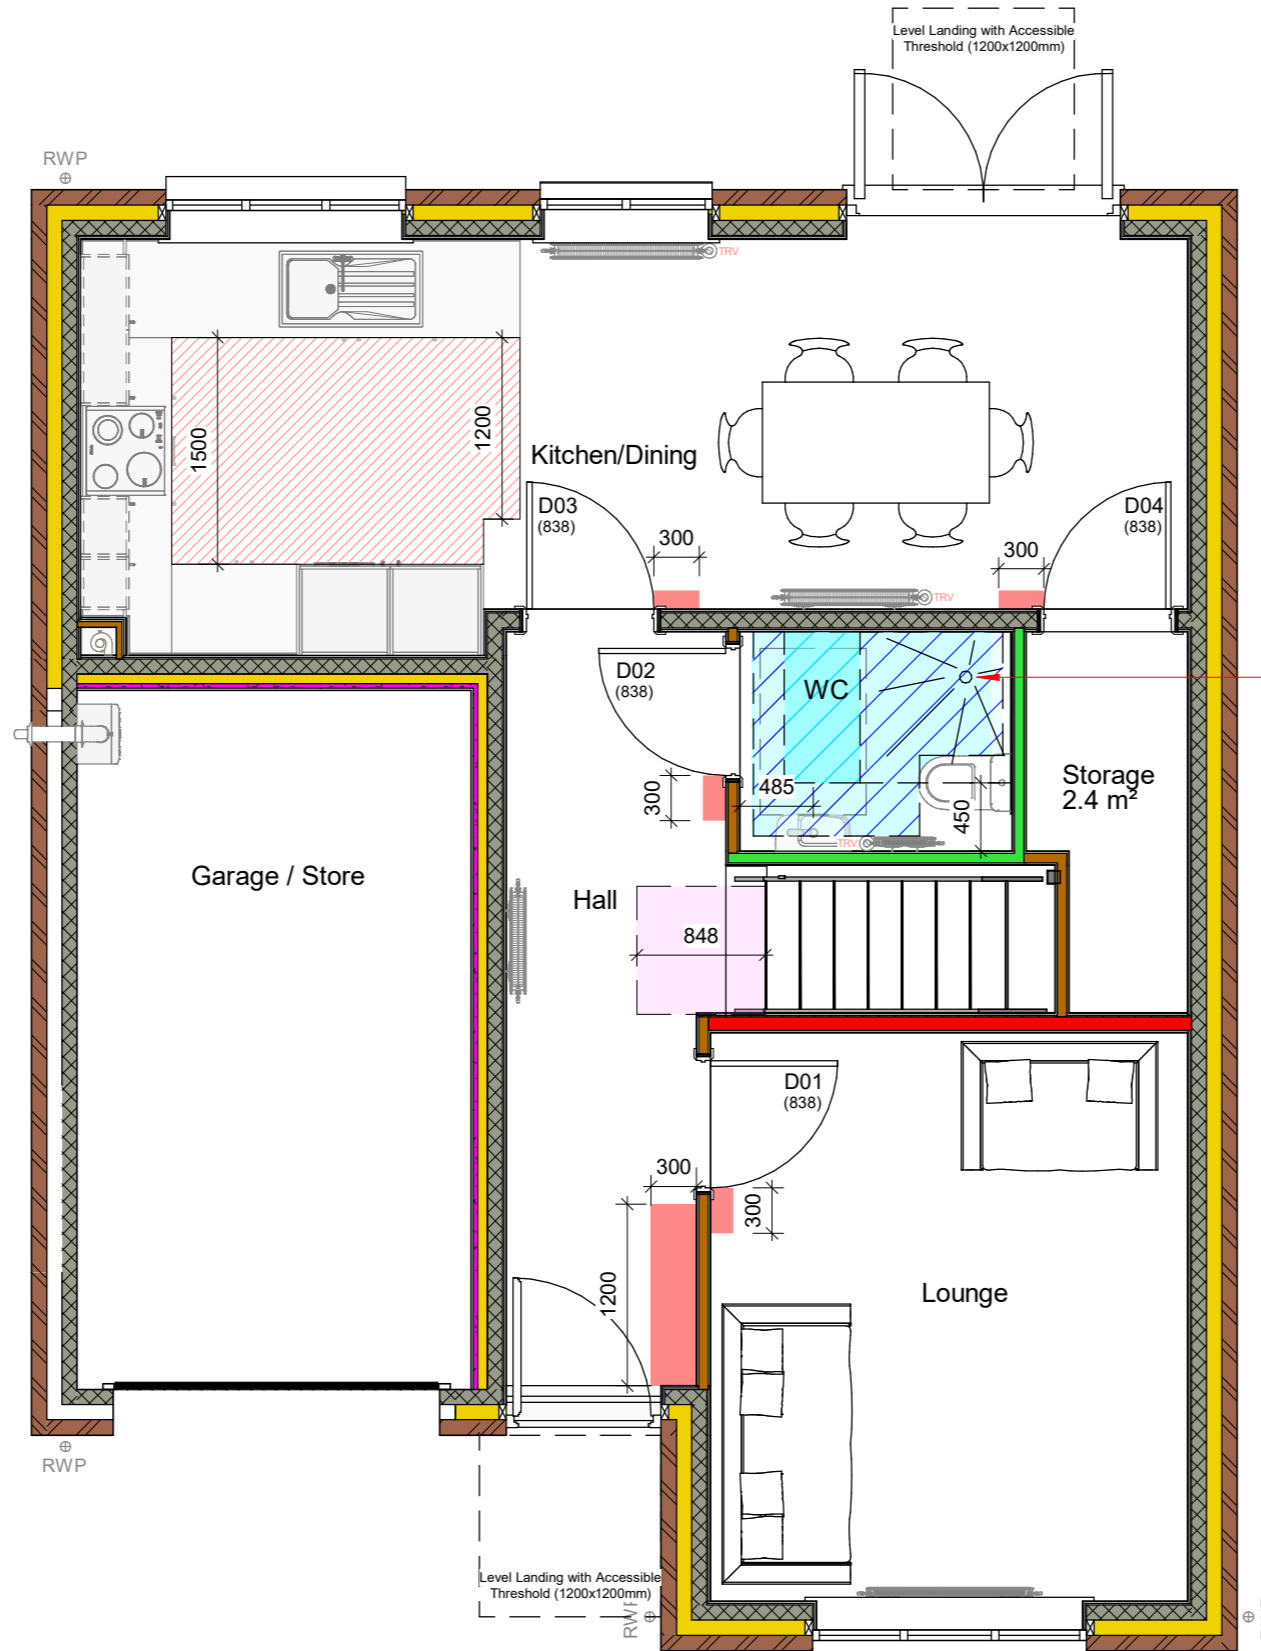 Level Landing with Accessible
Threshold (1200x1200mm)
RWP
TRV
1500
1200
Kitchen/Dining
D03
(838)
300
D04
(838)
300
TRV
D02
(838)
WC
300
485
450
TRV
Storage
2.4 m²
Garage / Store
Hall
848
D01
(838)
300
300
1200
Lounge
RWP
Level Landing with Accessible
Threshold (1200x1200mm)
RWP